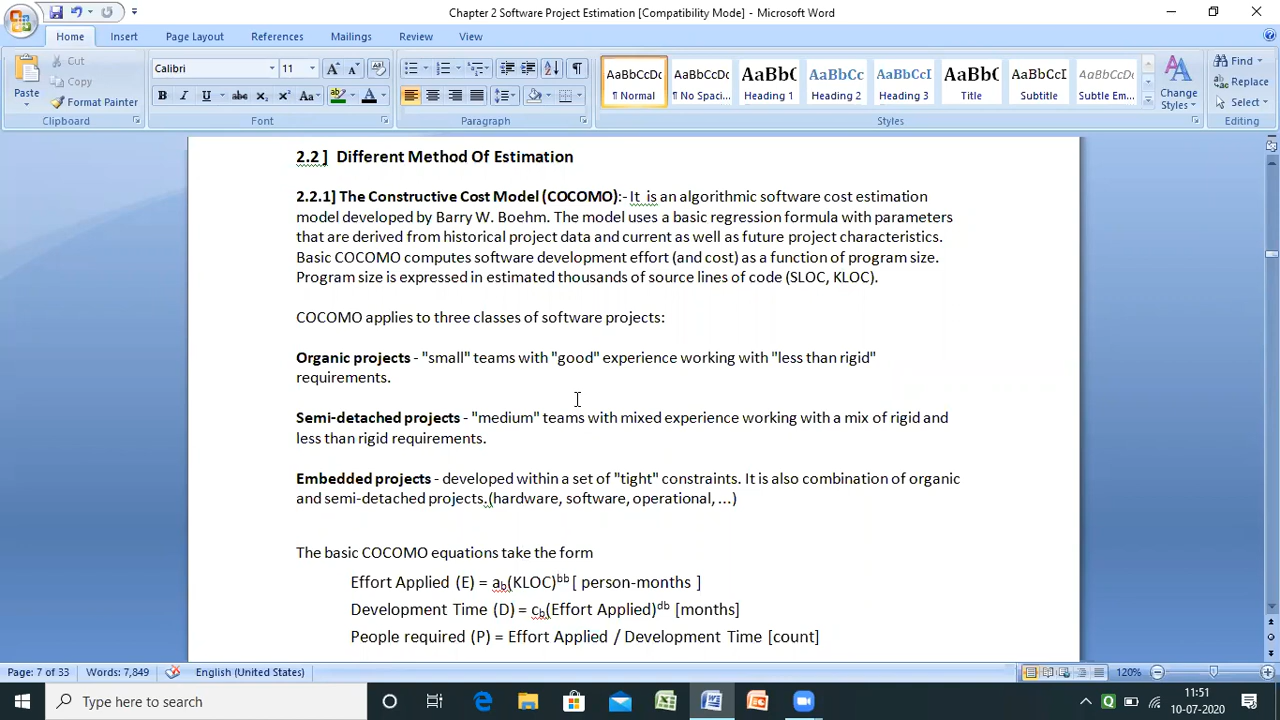 Chapter 2 Software Project Estimation [Compatibility Mode] - Microsoft Word
Home Insert Page Layout References Mailings Review View
Paste Cut Copy Format Painter Clipboard
Calibri 11 Font
Paragraph
AaBbCcDc AaBbCcDc AaBbC AaBbCc AaBbCcI AaBbC AaBbCcI AaBbCcDc
¶ Normal ¶ No Spaci... Heading 1 Heading 2 Heading 3 Title Subtitle Subtle Em... Styles
Change Styles
Find Replace Select Editing
2.2 ] Different Method Of Estimation
2.2.1] The Constructive Cost Model (COCOMO):- It is an algorithmic software cost estimation
model developed by Barry W. Boehm. The model uses a basic regression formula with parameters
that are derived from historical project data and current as well as future project characteristics.
Basic COCOMO computes software development effort (and cost) as a function of program size.
Program size is expressed in estimated thousands of source lines of code (SLOC, KLOC).
COCOMO applies to three classes of software projects:
Organic projects - "small" teams with "good" experience working with "less than rigid"
requirements.
Semi-detached projects - "medium" teams with mixed experience working with a mix of rigid and
less than rigid requirements.
Embedded projects - developed within a set of "tight" constraints. It is also combination of organic
and semi-detached projects.(hardware, software, operational, ...)
The basic COCOMO equations take the form
Effort Applied (E) = ab(KLOC)bb [ person-months ]
Development Time (D) = cb(Effort Applied)db [months]
People required (P) = Effort Applied / Development Time [count]
Page: 7 of 33 Words: 7,849 English (United States) 120%
Type here to search
11:51
10-07-2020